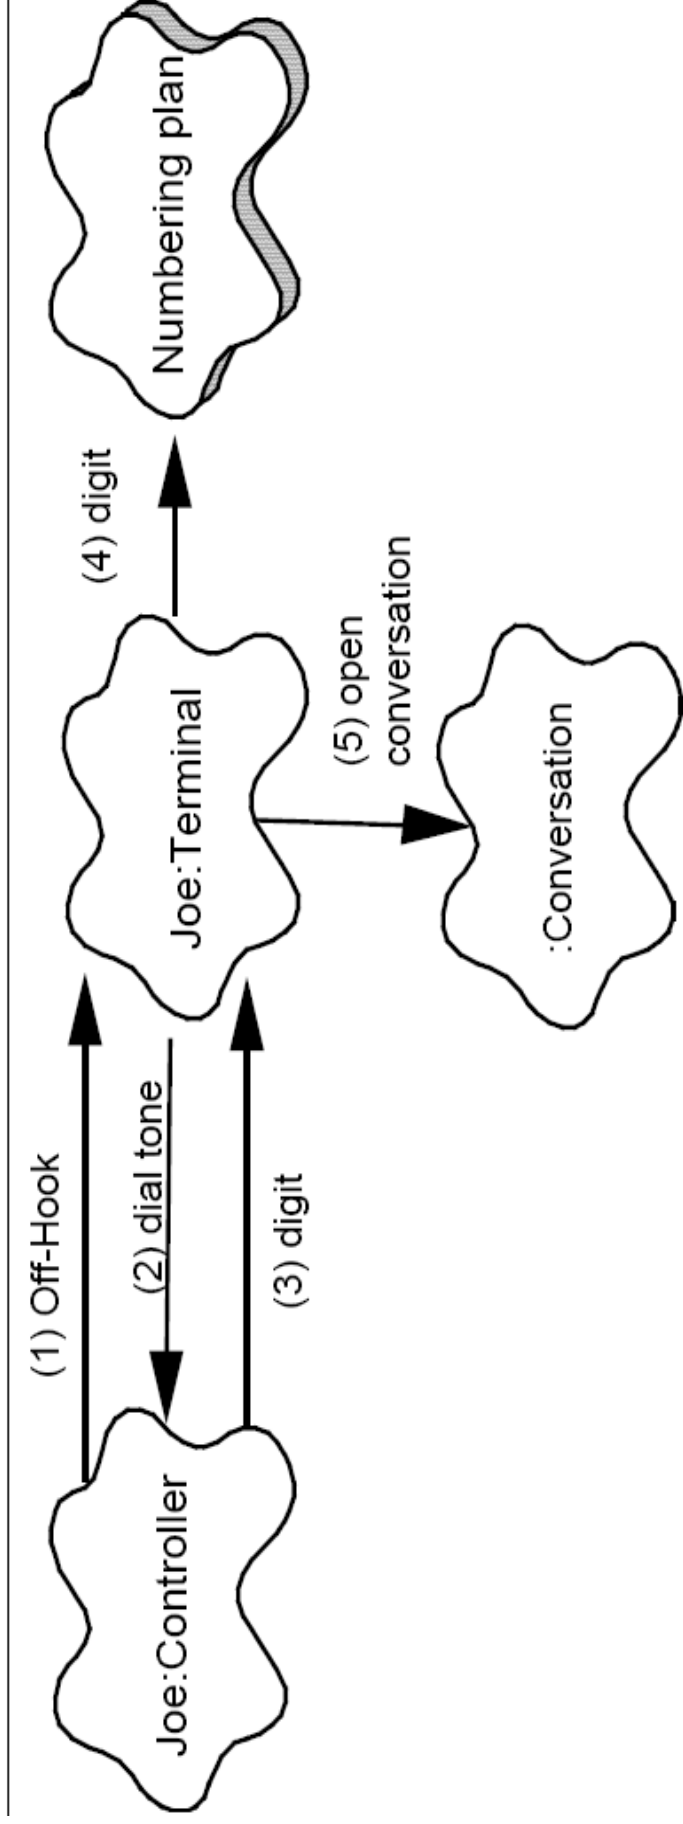 (1) Off-Hook
(2) dial tone
(3) digit
(4) digit
(5) open
conversation
Joe:Controller
Joe:Terminal
Numbering plan
:Conversation